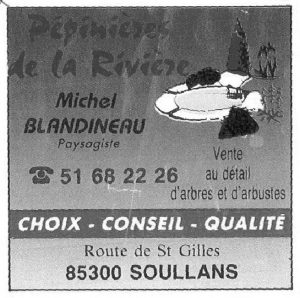 Pépinières
de la Rivière
Michel
BLANDINEAU
Paysagiste
☎ 51 68 22 26
Vente
au détail
d'arbres et d'arbustes
CHOIX - CONSEIL - QUALITÉ
Route de St Gilles
85300 SOULLANS